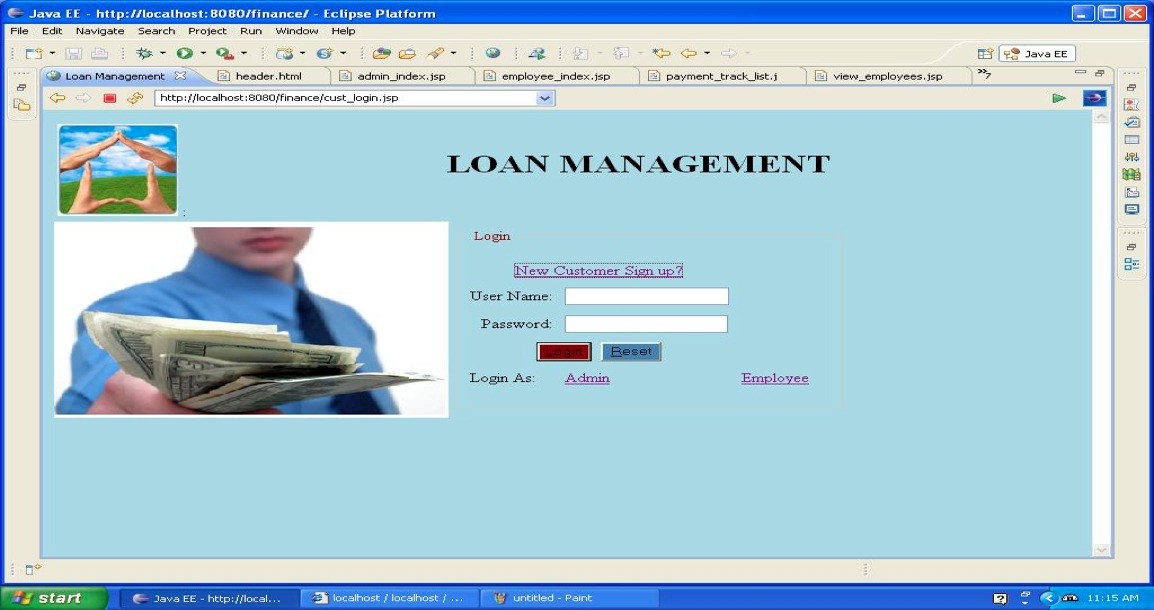 Java EE - http://localhost:8080/finance/ - Eclipse Platform
File Edit Navigate Search Project Run Window Help
Java EE
Loan Management header.html admin_index.jsp employee_index.jsp payment_track_list.j view_employees.jsp »7
http://localhost:8080/finance/cust_login.jsp
LOAN MANAGEMENT
:
Login
New Customer Sign up?
User Name:
Password:
Login Reset
Login As: Admin Employee
start Java EE - http://local... localhost / localhost / ... untitled - Paint 11:15 AM